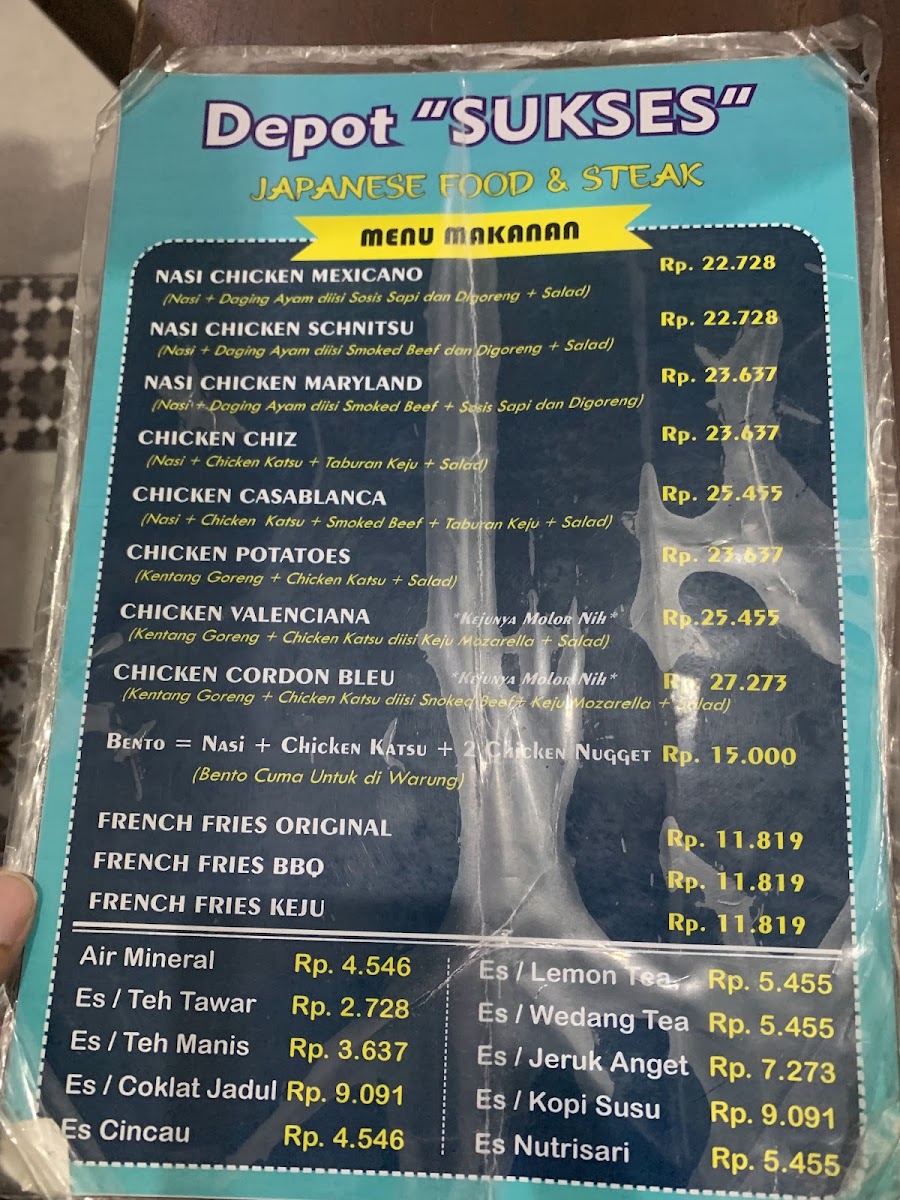 Depot "SUKSES"
JAPANESE FOOD & STEAK
MENU MAKANAN
NASI CHICKEN MEXICANO Rp. 22.728
(Nasi + Daging Ayam diisi Sosis Sapi dan Digoreng + Salad)
NASI CHICKEN SCHNITSU Rp. 22.728
(Nasi + Daging Ayam diisi Smoked Beef dan Digoreng + Salad)
NASI CHICKEN MARYLAND Rp. 23.637
(Nasi + Daging Ayam diisi Smoked Beef + Sosis Sapi dan Digoreng)
CHICKEN CHIZ Rp. 23.637
(Nasi + Chicken Katsu + Taburan Keju + Salad)
CHICKEN CASABLANCA Rp. 25.455
(Nasi + Chicken Katsu + Smoked Beef + Taburan Keju + Salad)
CHICKEN POTATOES Rp. 23.637
(Kentang Goreng + Chicken Katsu + Salad)
CHICKEN VALENCIANA *Kejunya Molor Nih* Rp.25.455
(Kentang Goreng + Chicken Katsu diisi Keju Mozarella + Salad)
CHICKEN CORDON BLEU *Kejunya Molor Nih* Rp. 27.273
(Kentang Goreng + Chicken Katsu diisi Snoked Beef + Keju Mozarella + Salad)
Bento = Nasi + Chicken Katsu + 2 Chicken Nugget Rp. 15.000
(Bento Cuma Untuk di Warung)
FRENCH FRIES ORIGINAL Rp. 11.819
FRENCH FRIES BBQ Rp. 11.819
FRENCH FRIES KEJU Rp. 11.819
Air Mineral Rp. 4.546
Es / Teh Tawar Rp. 2.728
Es / Teh Manis Rp. 3.637
Es / Coklat Jadul Rp. 9.091
Es Cincau Rp. 4.546
Es / Lemon Tea Rp. 5.455
Es / Wedang Tea Rp. 5.455
Es / Jeruk Anget Rp. 7.273
Es / Kopi Susu Rp. 9.091
Es Nutrisari Rp. 5.455